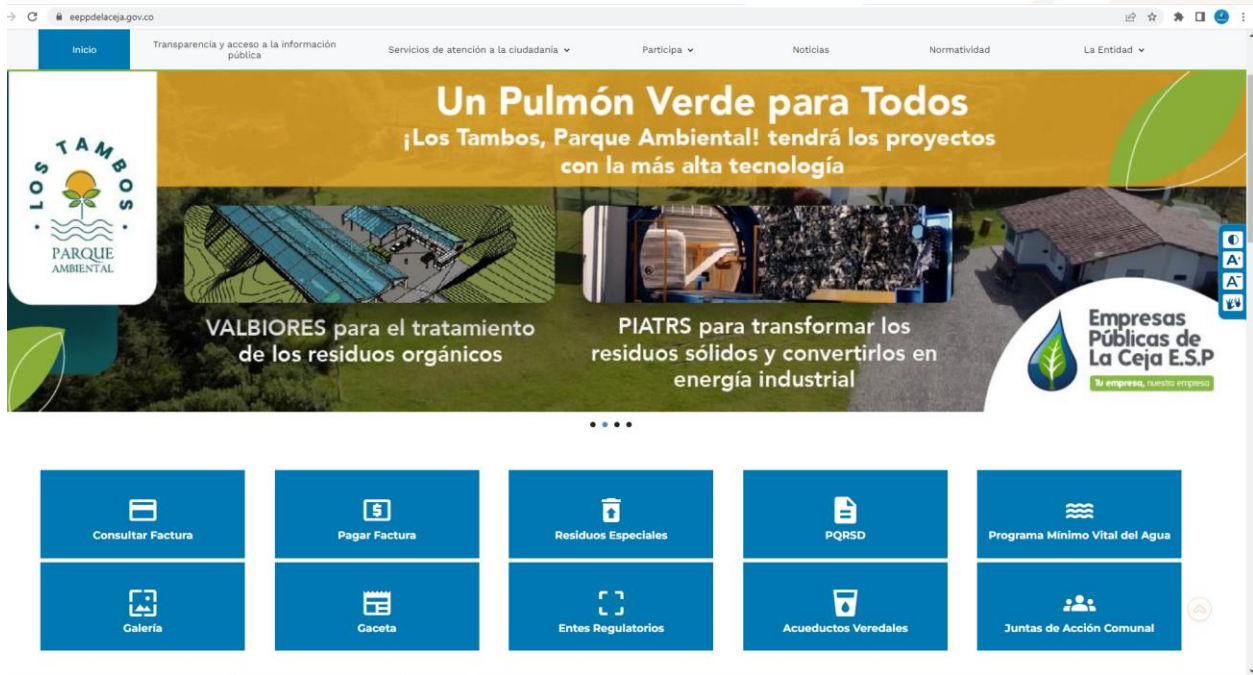 eeppdelaceja.gov.co
Inicio
Transparencia y acceso a la información
pública
Servicios de atención a la ciudadanía
Participa
Noticias
Normatividad
La Entidad
LOS TAMBOS
PARQUE
AMBIENTAL
Un Pulmón Verde para Todos
¡Los Tambos, Parque Ambiental! tendrá los proyectos
con la más alta tecnología
VALBIORES para el tratamiento
de los residuos orgánicos
PIATRS para transformar los
residuos sólidos y convertirlos en
energía industrial
A+
A-
Empresas
Públicas de
La Ceja E.S.P
Tu empresa, nuestra empresa
Consultar Factura
Pagar Factura
Residuos Especiales
PQRSD
Programa Mínimo Vital del Agua
Galería
Gaceta
Entes Regulatorios
Acueductos Veredales
Juntas de Acción Comunal